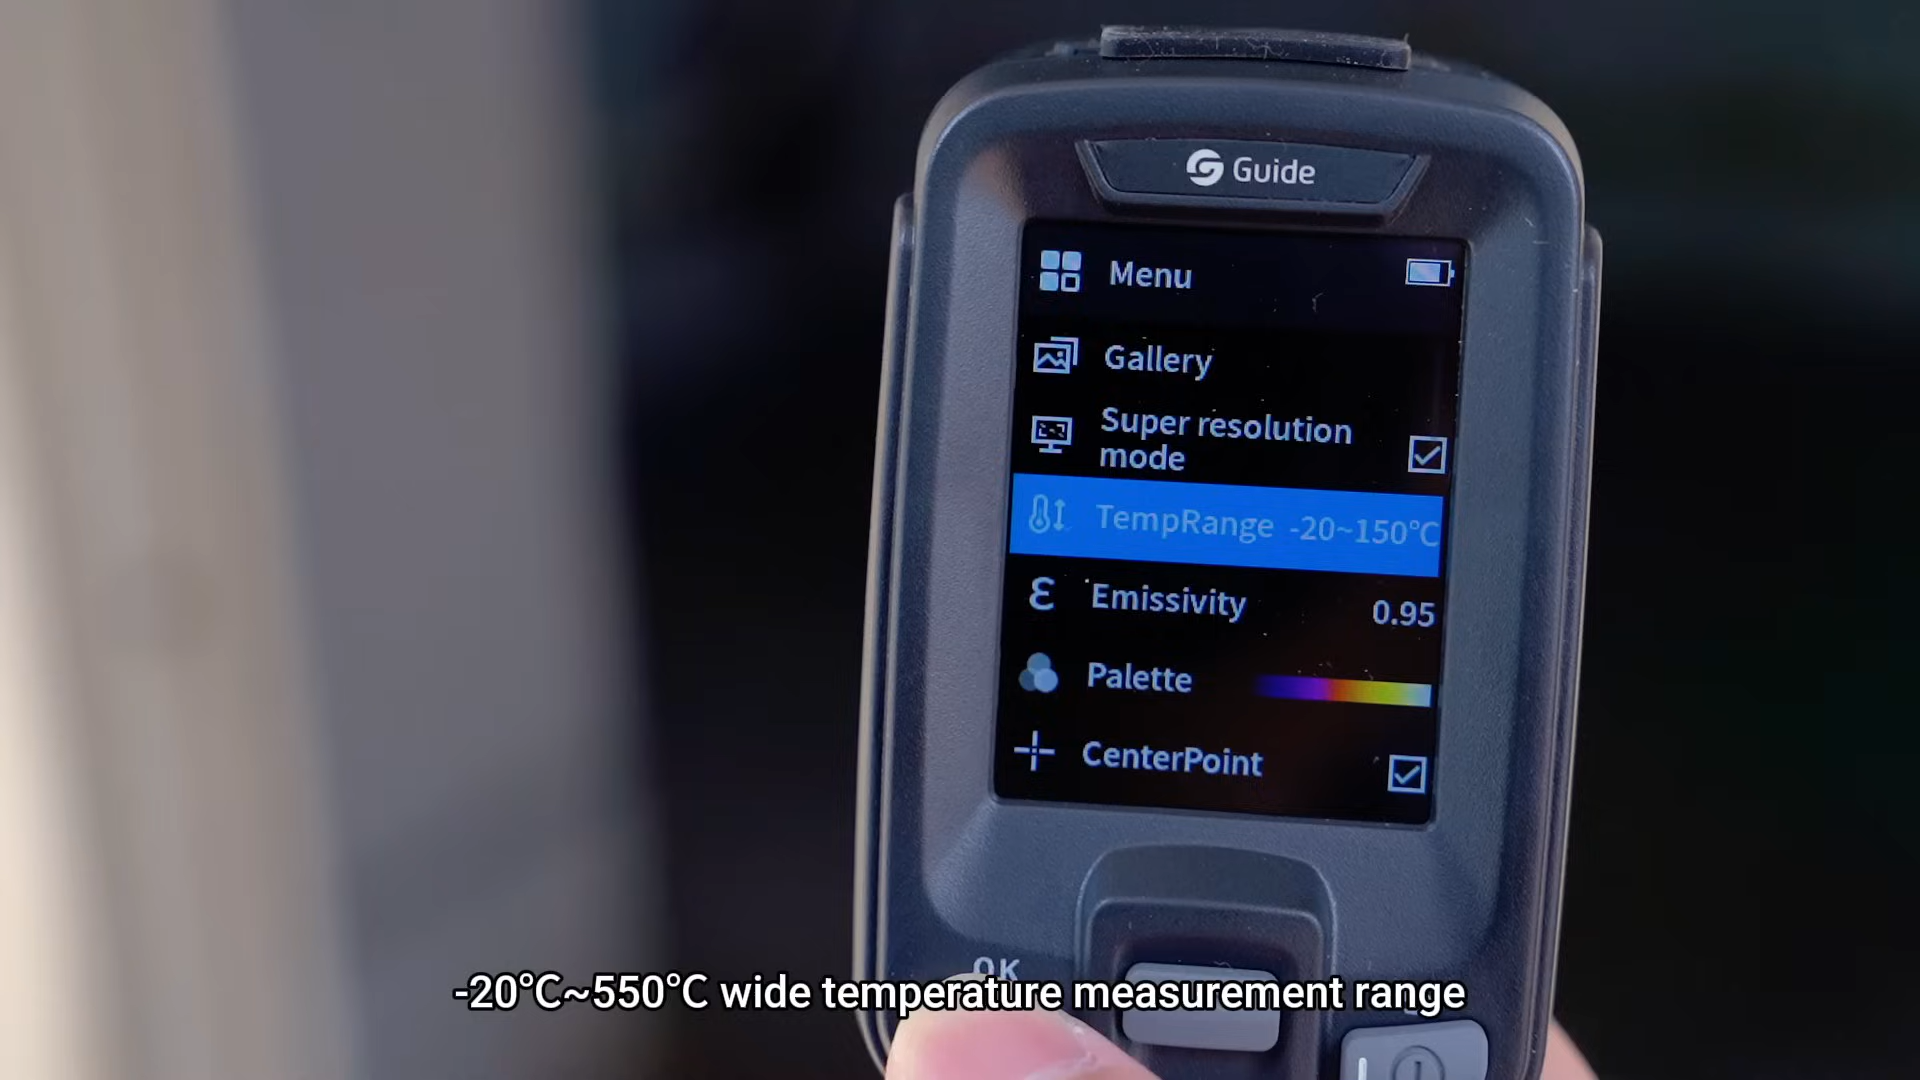 Guide
Menu
Gallery
Super resolution
mode
TempRange -20~150°C
ε Emissivity 0.95
Palette
CenterPoint
OK
-20°C~550°C wide temperature measurement range